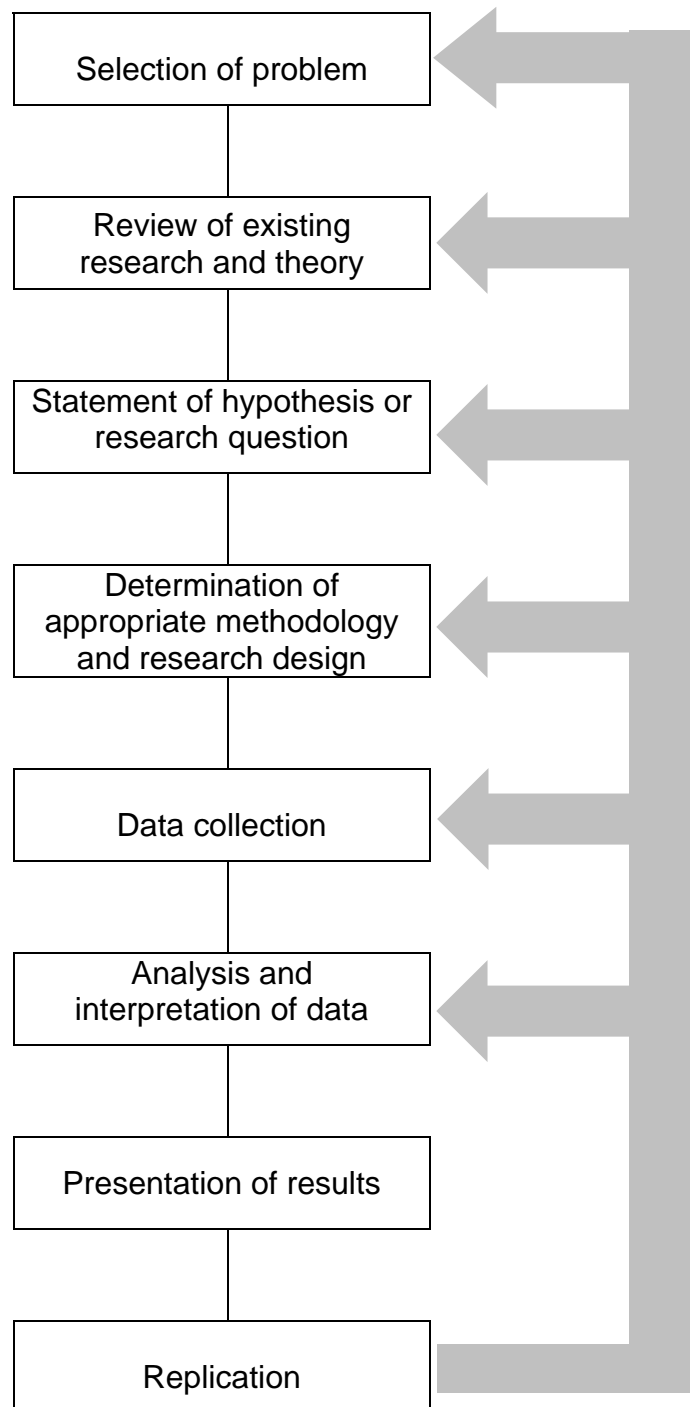 Selection of problem
Review of existing
research and theory
Statement of hypothesis or
research question
Determination of
appropriate methodology
and research design
Data collection
Analysis and
interpretation of data
Presentation of results
Replication